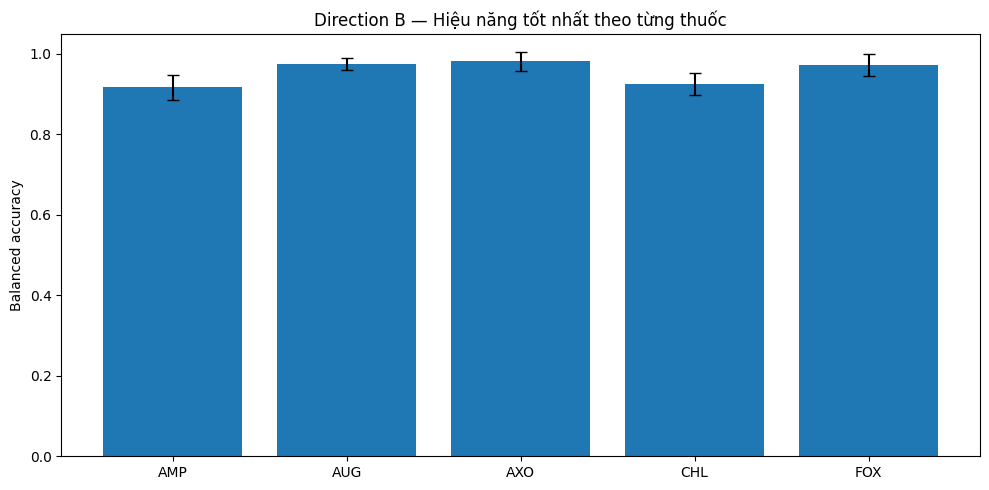 Direction B — Hiệu năng tốt nhất theo từng thuốc
Balanced accuracy
1.0
0.8
0.6
0.4
0.2
0.0
AMP AUG AXO CHL FOX